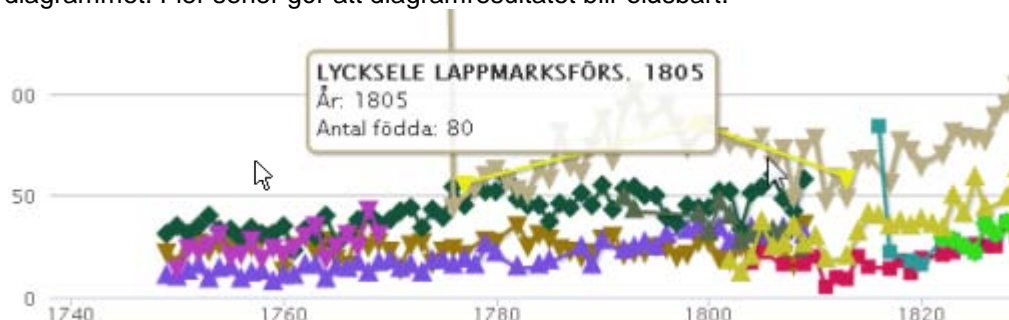 diagrammet. Fler serier gör att diagramresultatet blir oläsbart.
LYCKSELE LAPPMARKSFÖRS. 1805
År: 1805
Antal födda: 80
00
50
0
1740 1760 1780 1800 1820